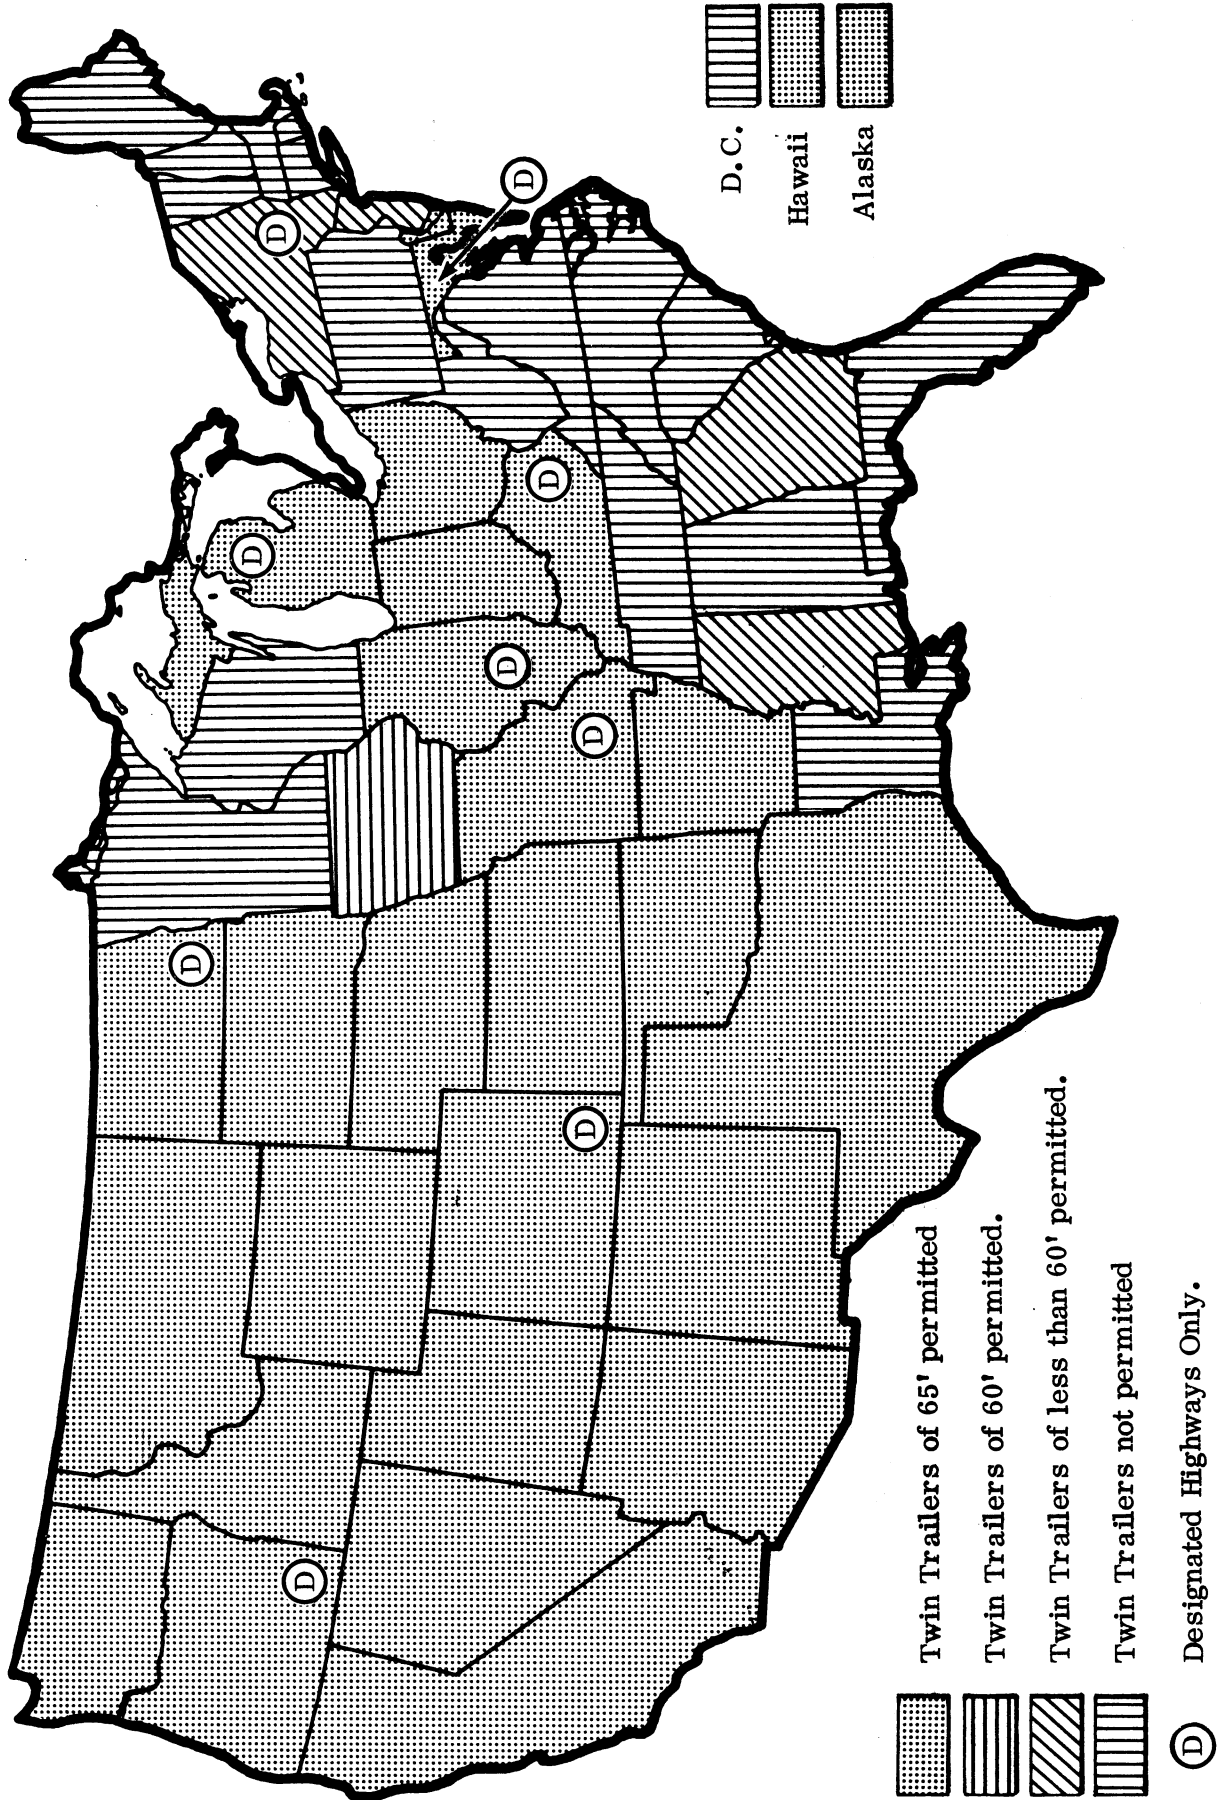 D
D
D
D
D
D
D
D
D
D.C.
Hawaii
Alaska
Twin Trailers of 65' permitted
Twin Trailers of 60' permitted.
Twin Trailers of less than 60' permitted.
Twin Trailers not permitted
D Designated Highways Only.